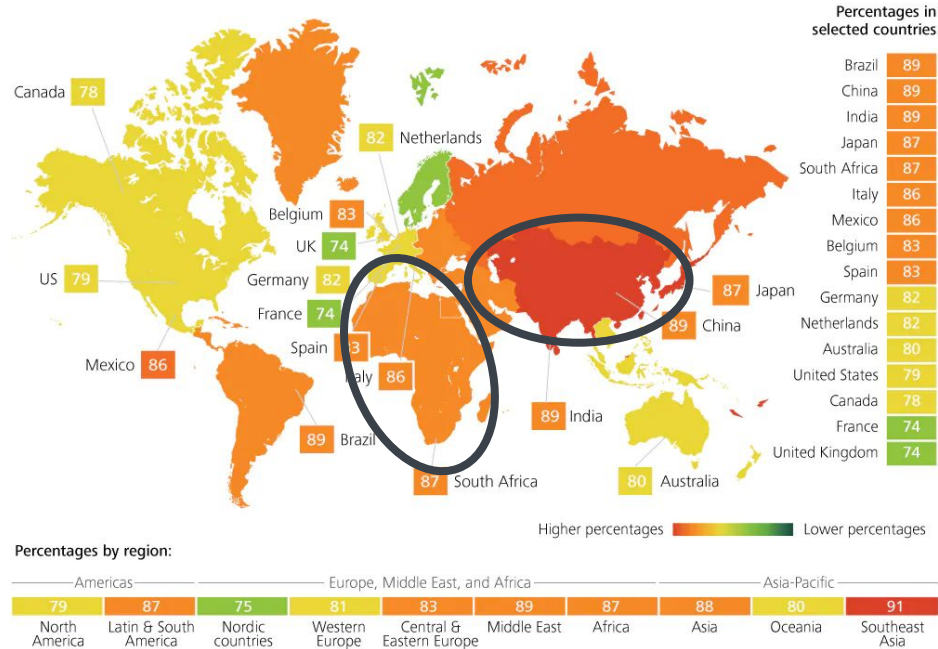 Percentages in
selected countries
Brazil 89
China 89
India 89
Japan 87
South Africa 87
Italy 86
Mexico 86
Belgium 83
Spain 83
Germany 82
Netherlands 82
Australia 80
United States 79
Canada 78
France 74
United Kingdom 74
Canada 78
82 Netherlands
Belgium 83
UK 74
US 79
Germany 82
87 Japan
France 74
89 China
Spain 83
Mexico 86
Italy 86
89 India
89 Brazil
87 South Africa
80 Australia
Higher percentages Lower percentages
Percentages by region:
Americas Europe, Middle East, and Africa Asia-Pacific
79 87 75 81 83 89 87 88 80 91
North Latin & South Nordic Western Central & Middle East Africa Asia Oceania Southeast
America America countries Europe Eastern Europe Asia